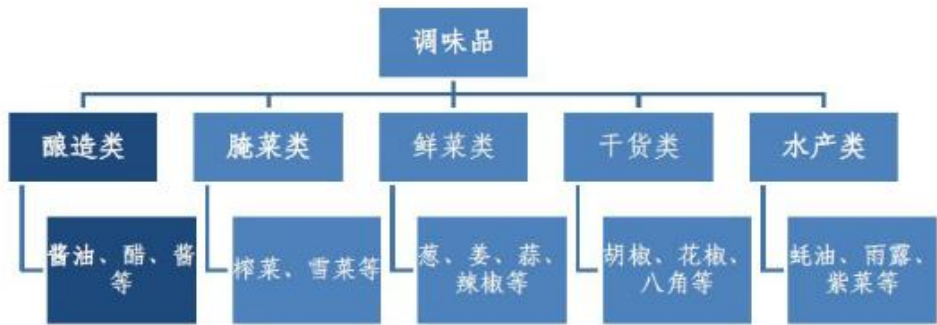 调味品
酿造类
腌菜类
鲜菜类
干货类
水产类
酱油、醋、酱
等
榨菜、雪菜等
葱、姜、蒜、
辣椒等
胡椒、花椒、
八角等
蚝油、雨露、
紫菜等